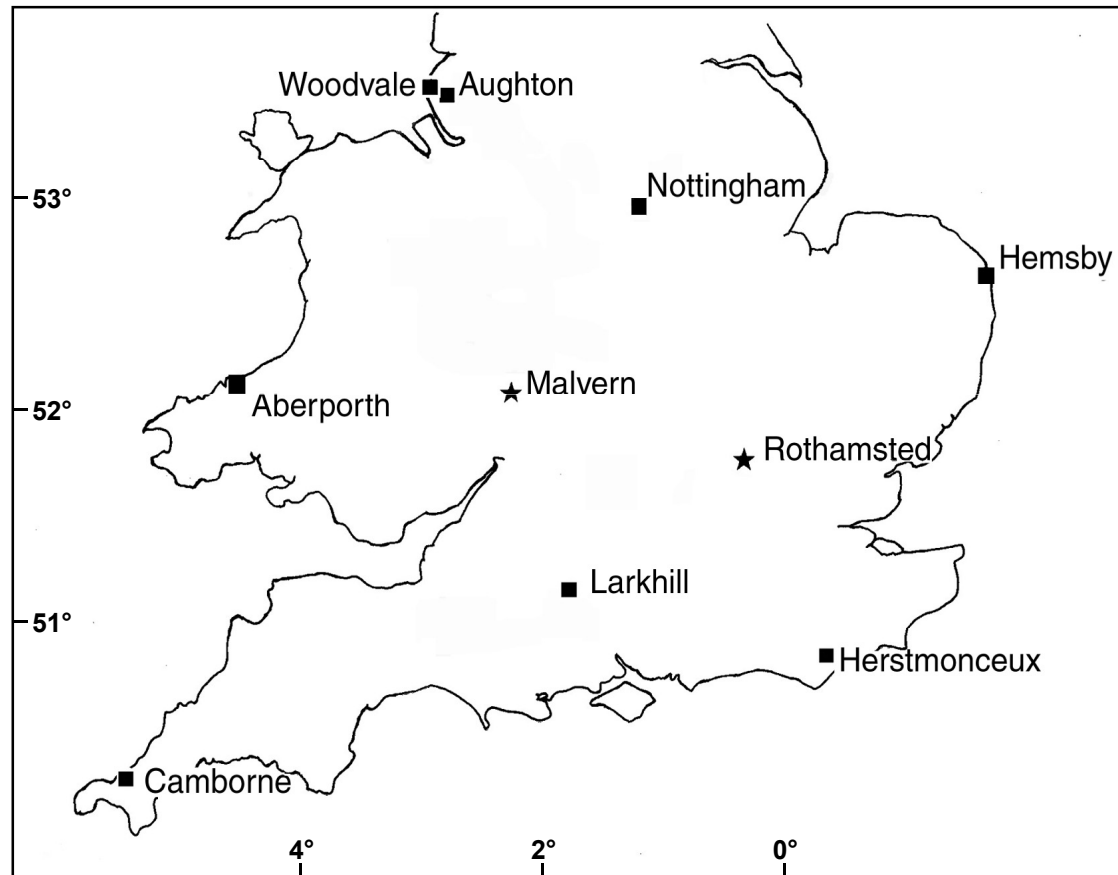 Woodvale
Aughton
53°
Nottingham
Hemsby
Malvern
52°
Aberporth
Rothamsted
Larkhill
51°
Herstmonceux
Camborne
4°
2°
0°